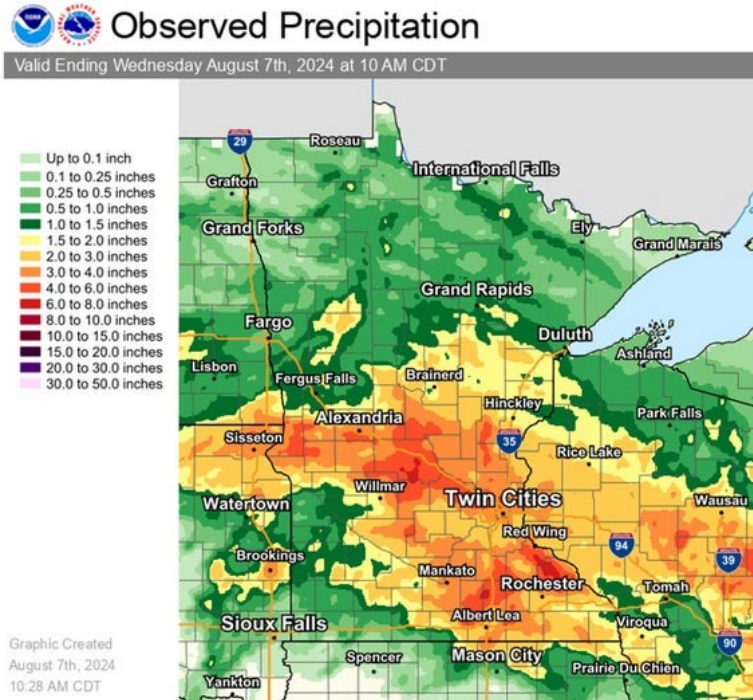 NOAA
Observed Precipitation
Valid Ending Wednesday August 7th, 2024 at 10 AM CDT
Up to 0.1 inch
0.1 to 0.25 inches
0.25 to 0.5 inches
0.5 to 1.0 inches
1.0 to 1.5 inches
1.5 to 2.0 inches
2.0 to 3.0 inches
3.0 to 4.0 inches
4.0 to 6.0 inches
6.0 to 8.0 inches
8.0 to 10.0 inches
10.0 to 15.0 inches
15.0 to 20.0 inches
20.0 to 30.0 inches
30.0 to 50.0 inches
29
Roseau
International Falls
Grafton
Grand Forks
Ely
Grand Marais
Grand Rapids
Fargo
Duluth
Ashland
Lisbon
Fergus Falls
Brainerd
Hinckley
Alexandria
Park Falls
Sisseton
35
Rice Lake
Willmar
Twin Cities
Wausau
Watertown
Red Wing
94
Brookings
39
Mankato
Rochester
Tomah
Albert Lea
Viroqua
Sioux Falls
90
Spencer
Mason City
Prairie Du Chien
Yankton
Graphic Created
August 7th, 2024
10:28 AM CDT